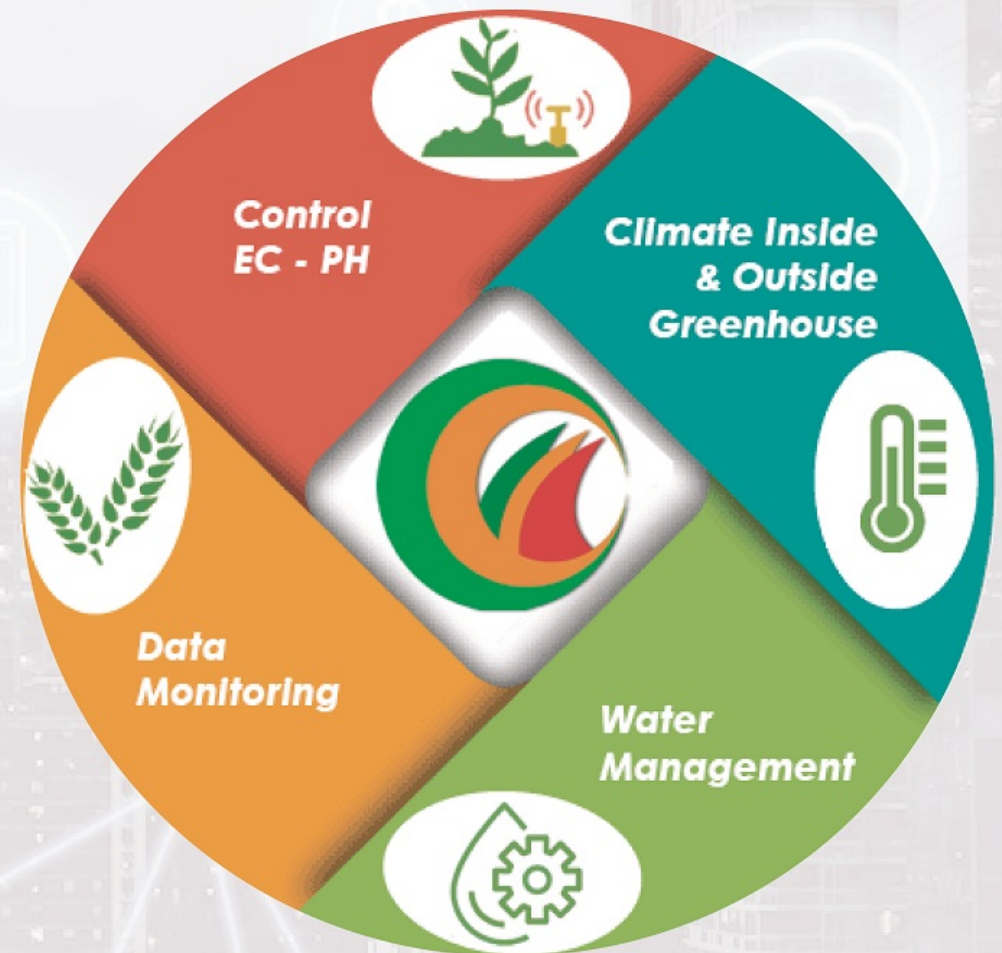 Control
EC - PH
Climate Inside
& Outside
Greenhouse
Data
Monitoring
Water
Management